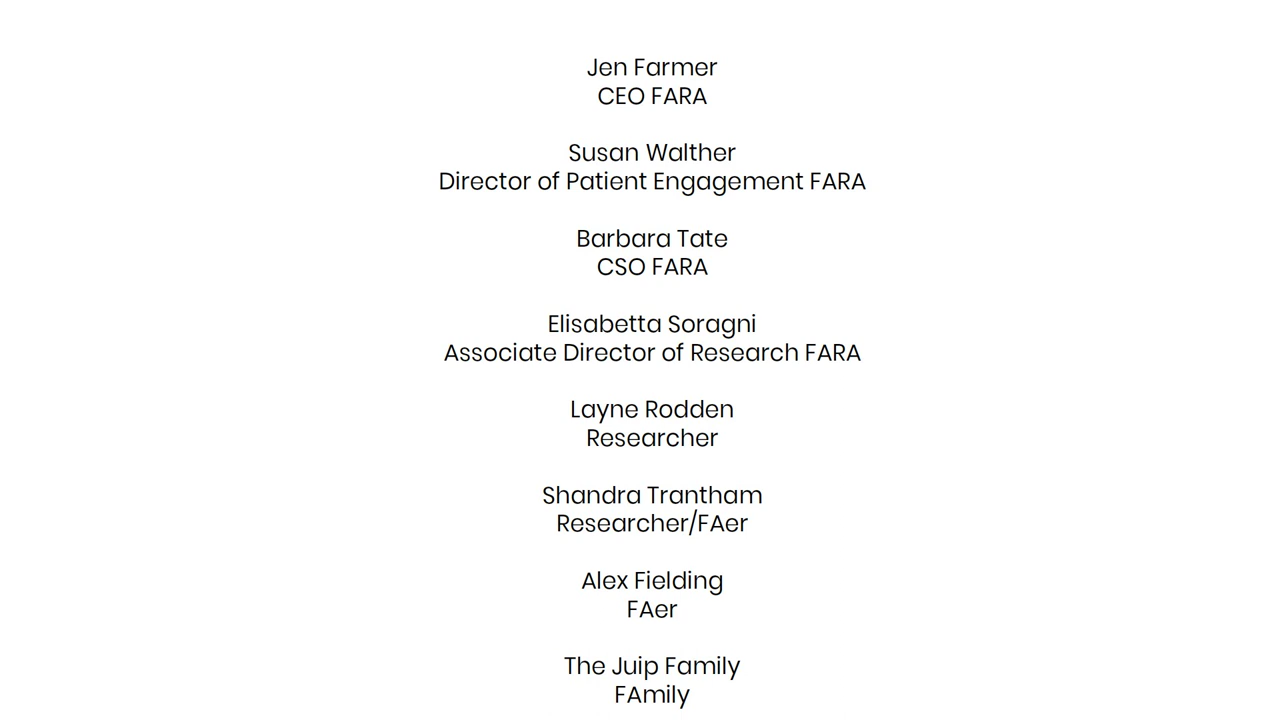 Jen Farmer
CEO FARA
Susan Walther
Director of Patient Engagement FARA
Barbara Tate
CSO FARA
Elisabetta Soragni
Associate Director of Research FARA
Layne Rodden
Researcher
Shandra Trantham
Researcher/FAer
Alex Fielding
FAer
The Juip Family
FAmily